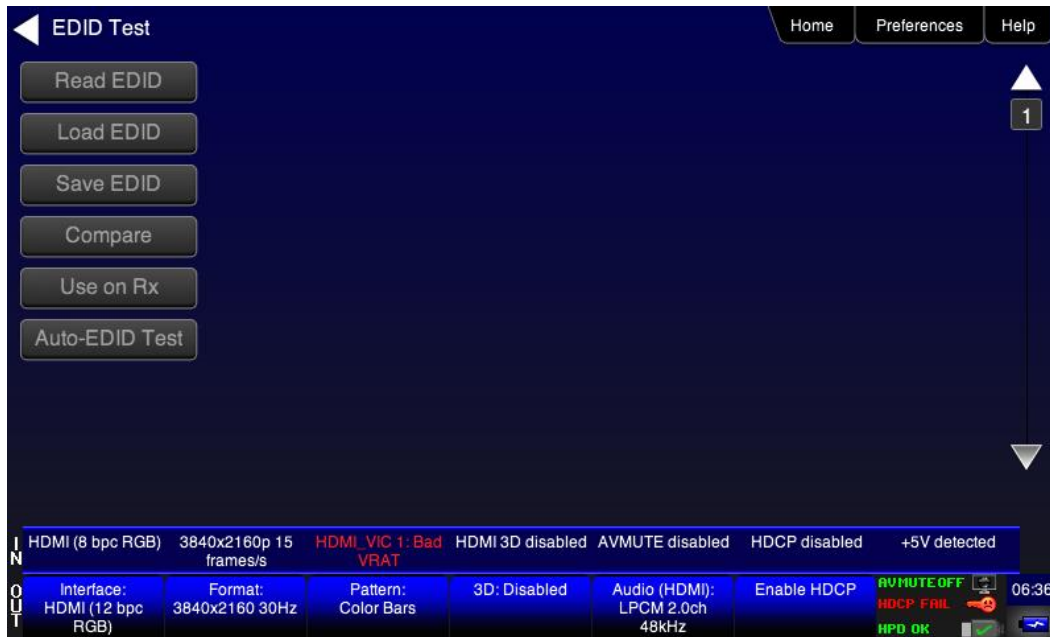 EDID Test
Home
Preferences
Help
Read EDID
1
Load EDID
Save EDID
Compare
Use on Rx
Auto-EDID Test
IN
HDMI (8 bpc RGB)
3840x2160p 15
frames/s
HDMI_VIC 1: Bad
VRAT
HDMI 3D disabled
AVMUTE disabled
HDCP disabled
+5V detected
OUT
Interface:
HDMI (12 bpc
RGB)
Format:
3840x2160 30Hz
Pattern:
Color Bars
3D: Disabled
Audio (HDMI):
LPCM 2.0ch
48kHz
Enable HDCP
AVMUTE OFF
HDCP FAIL
HPD OK
06:36